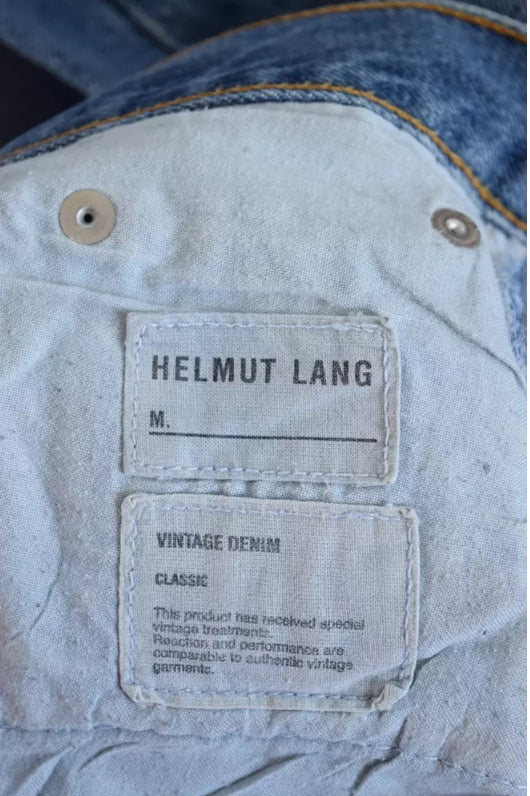 HELMUT LANG
M.
VINTAGE DENIM
CLASSIC
This product has received special
vintage treatments.
Reaction and performance are
comparable to authentic vintage
garments.